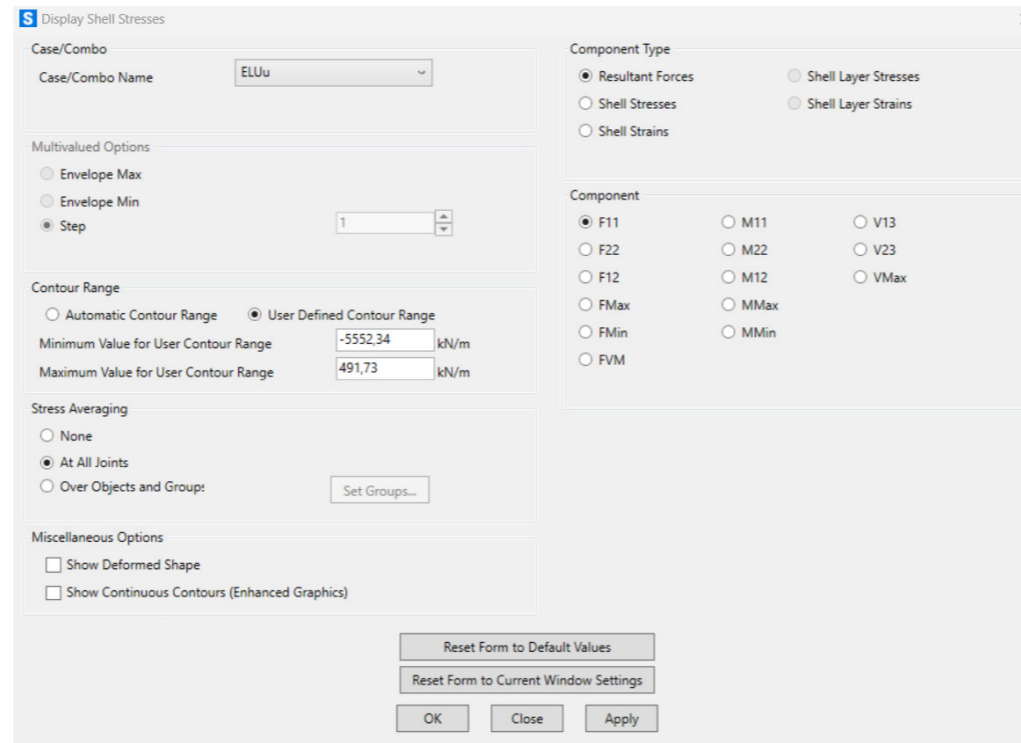 S Display Shell Stresses
Case/Combo
Case/Combo Name ELUu
Multivalued Options
Envelope Max
Envelope Min
Step 1
Contour Range
Automatic Contour Range User Defined Contour Range
Minimum Value for User Contour Range -5552,34 kN/m
Maximum Value for User Contour Range 491,73 kN/m
Stress Averaging
None
At All Joints
Over Objects and Groups Set Groups...
Miscellaneous Options
Show Deformed Shape
Show Continuous Contours (Enhanced Graphics)
Component Type
Resultant Forces Shell Layer Stresses
Shell Stresses Shell Layer Strains
Shell Strains
Component
F11 M11 V13
F22 M22 V23
F12 M12 VMax
FMax MMax
FMin MMin
FVM
Reset Form to Default Values
Reset Form to Current Window Settings
OK Close Apply